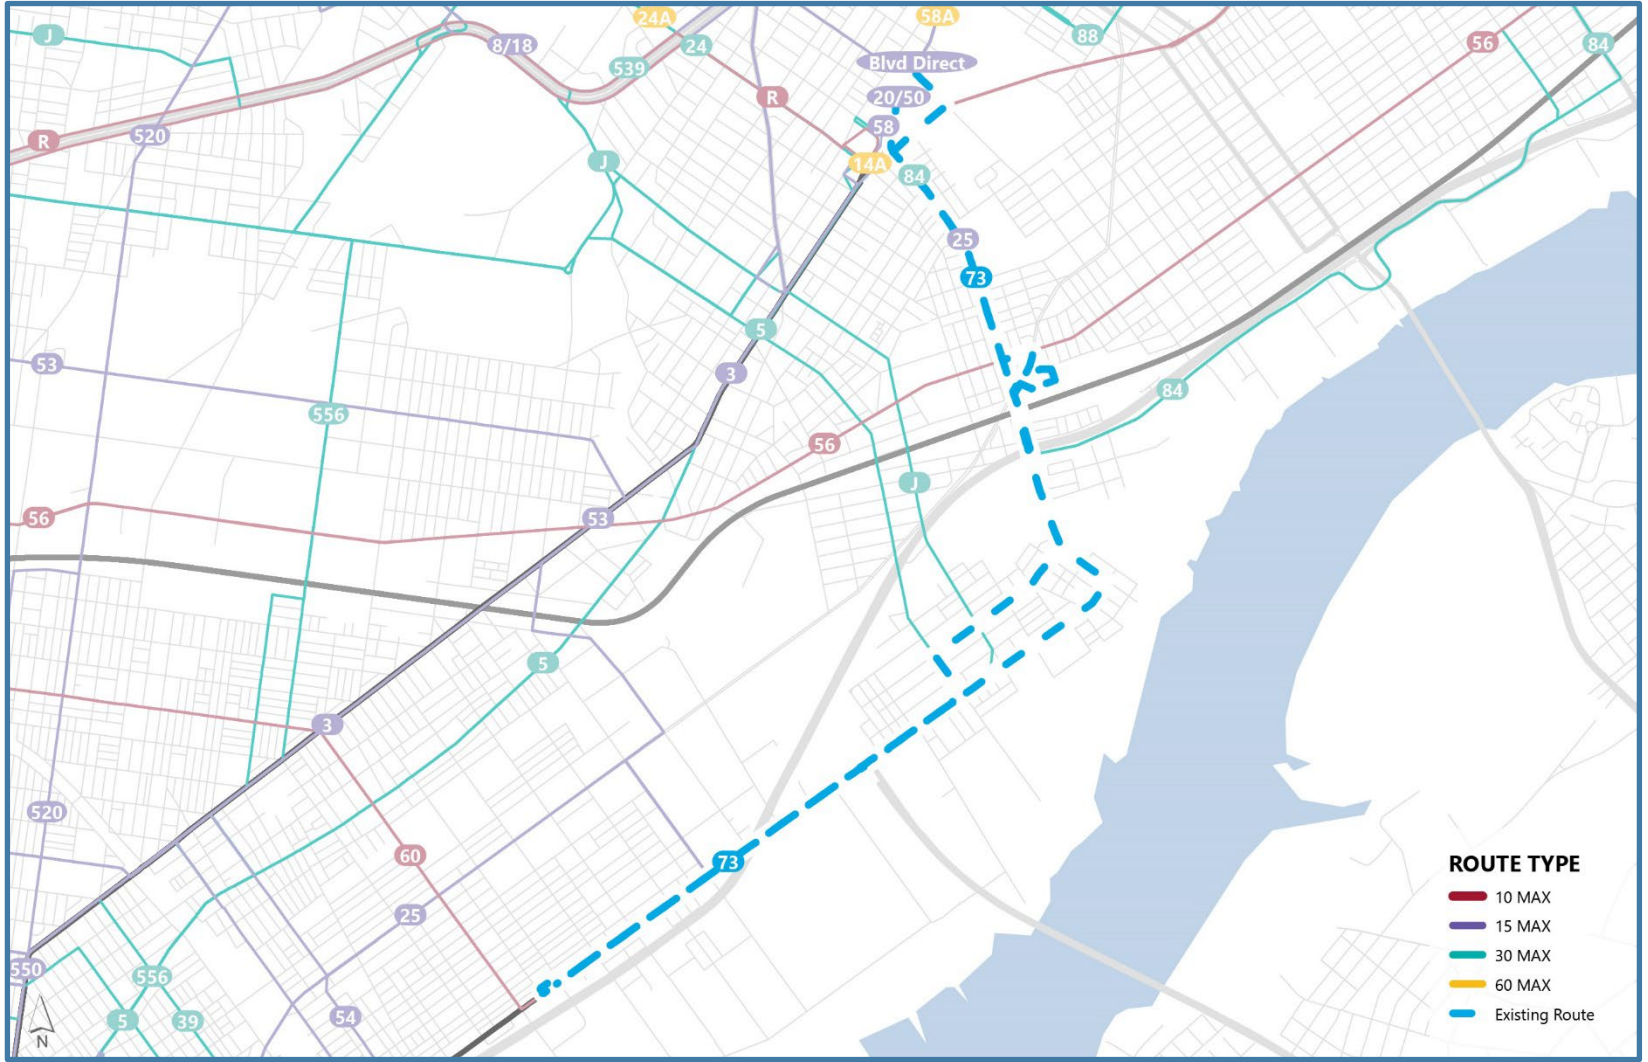 24A
58A
J
8/18
24
88
56
84
539
Blvd Direct
R
20/50
520
58
R
J
14A
84
25
73
5
53
3
84
556
56
J
56
53
5
3
520
60
73
25
550
556
5
39
54
N
ROUTE TYPE
10 MAX
15 MAX
30 MAX
60 MAX
Existing Route